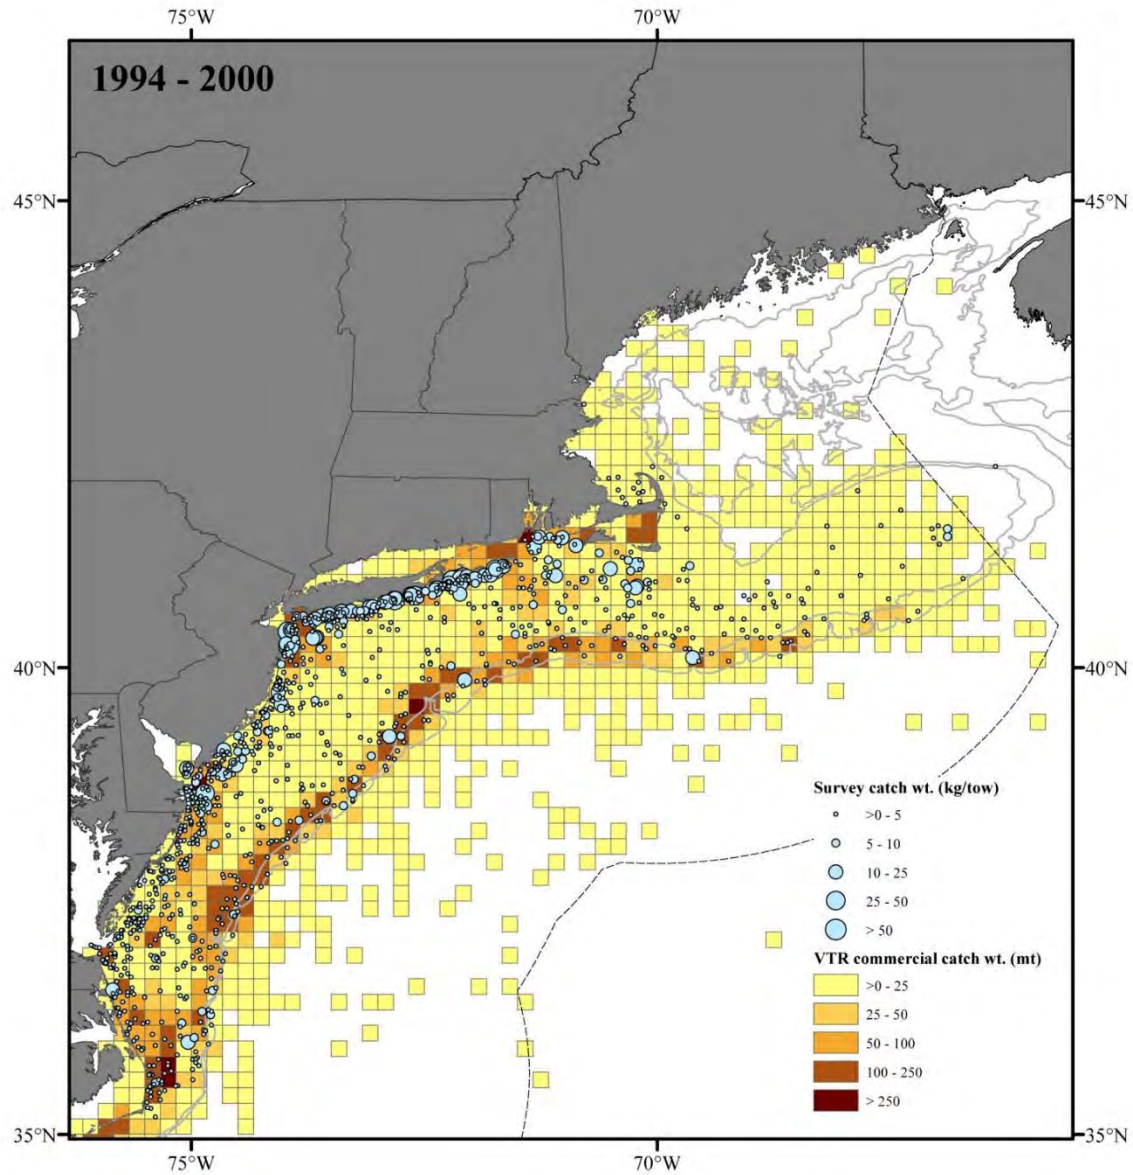 75°W
70°W
1994 - 2000
45°N
45°N
40°N
40°N
Survey catch wt. (kg/tow)
>0 - 5
5 - 10
10 - 25
25 - 50
> 50
VTR commercial catch wt. (mt)
>0 - 25
25 - 50
50 - 100
100 - 250
> 250
35°N
35°N
75°W
70°W